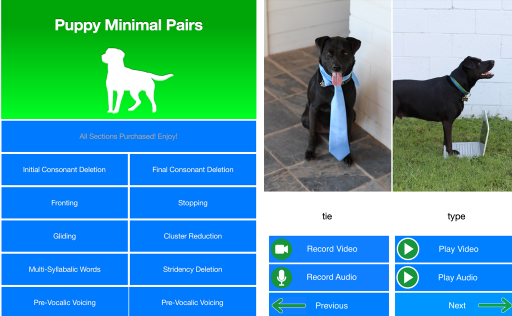 Puppy Minimal Pairs
All Sections Purchased! Enjoy!
Initial Consonant Deletion
Final Consonant Deletion
Fronting
Stopping
Gliding
Cluster Reduction
Multi-Syllabalic Words
Stridency Deletion
Pre-Vocalic Voicing
Pre-Vocalic Voicing
tie
type
Record Video
Play Video
Record Audio
Play Audio
Previous
Next